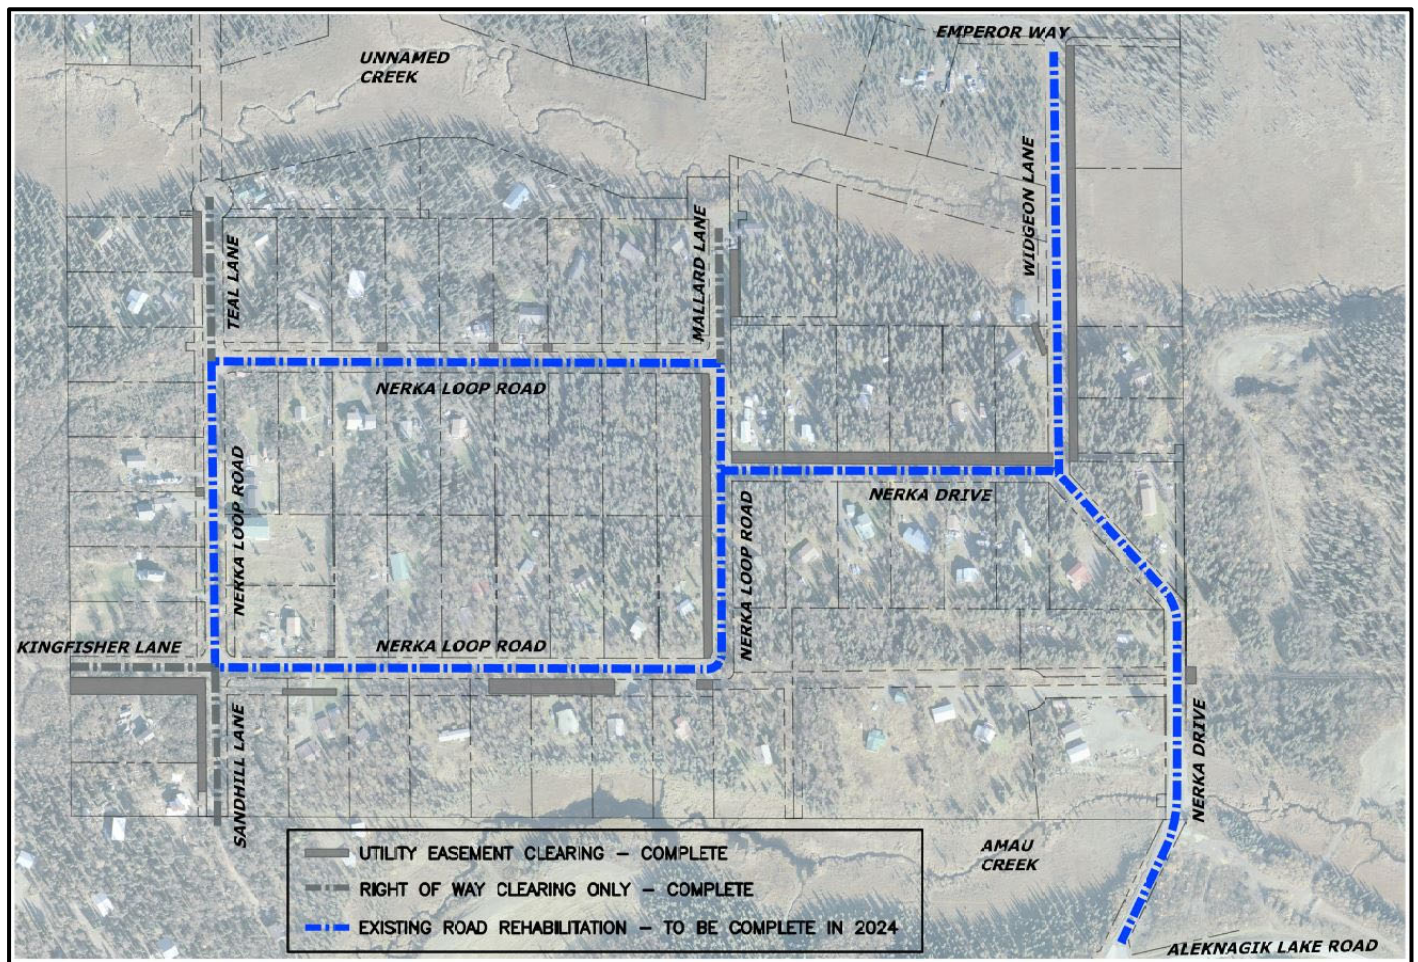 EMPEROR WAY
UNNAMED
CREEK
WIDGEON LANE
TEAL LANE
MALLARD LANE
NERKA LOOP ROAD
NERKA LOOP ROAD
NERKA DRIVE
NERKA LOOP ROAD
KINGFISHER LANE
NERKA LOOP ROAD
SANDHILL LANE
NERKA DRIVE
AMAU
CREEK
UTILITY EASEMENT CLEARING – COMPLETE
RIGHT OF WAY CLEARING ONLY – COMPLETE
EXISTING ROAD REHABILITATION – TO BE COMPLETE IN 2024
ALEKNAGIK LAKE ROAD